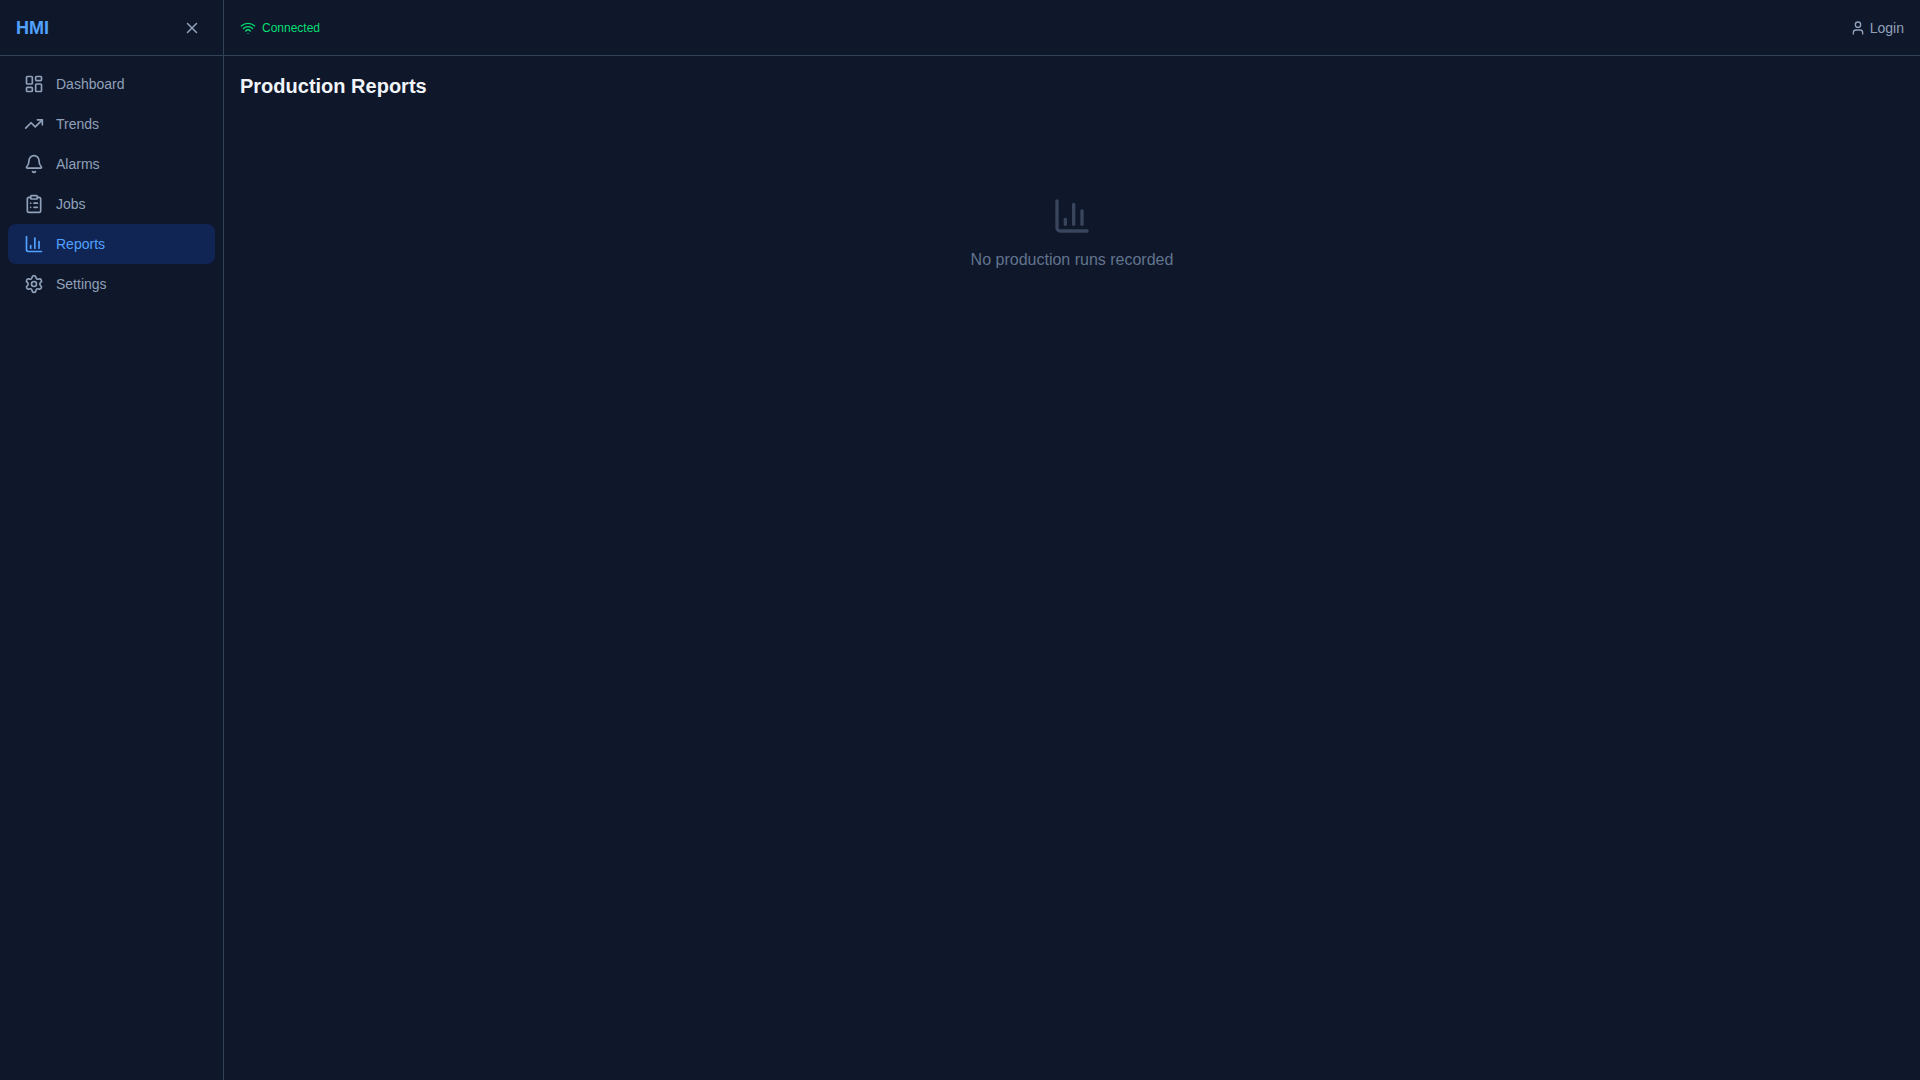 HMI
Connected
Login
Dashboard
Trends
Alarms
Jobs
Reports
Settings
Production Reports
No production runs recorded